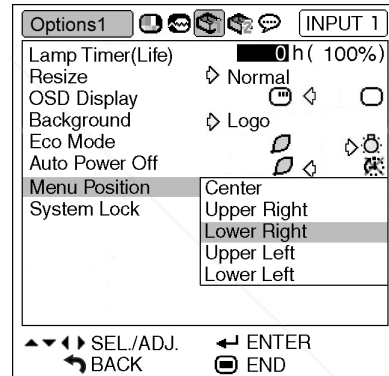 Options1 INPUT 1
Lamp Timer(Life) 0 h ( 100%)
Resize Normal
OSD Display
Background Logo
Eco Mode
Auto Power Off
Menu Position Center
System Lock Upper Right
Lower Right
Upper Left
Lower Left
SEL./ADJ. ENTER
BACK END